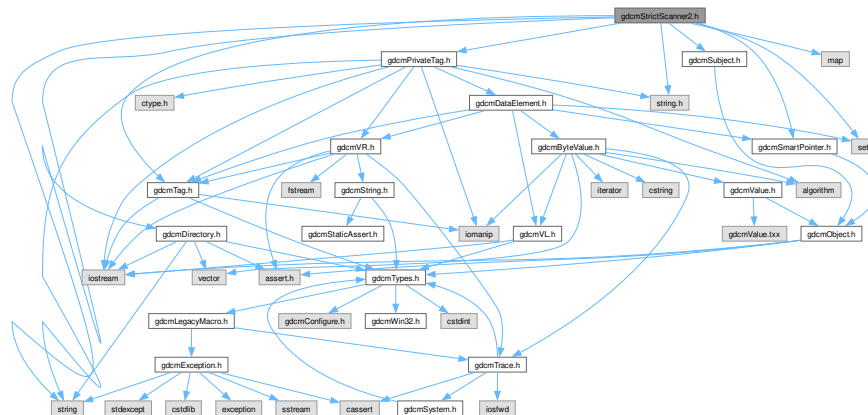 gdcmStrictScanner2.h
gdcmPrivateTag.h
gdcmSubject.h
map
ctype.h
gdcmDataElement.h
string.h
gdcmVR.h
gdcmByteValue.h
gdcmSmartPointer.h
set
gdcmTag.h
fstream
gdcmString.h
iterator
cstring
gdcmValue.h
algorithm
gdcmDirectory.h
gdcmStaticAssert.h
iomanip
gdcmVL.h
gdcmValue.txx
gdcmObject.h
iostream
vector
assert.h
gdcmTypes.h
gdcmLegacyMacro.h
gdcmConfigure.h
gdcmWin32.h
cstdint
gdcmException.h
gdcmTrace.h
string
stdexcept
cstdlib
exception
sstream
cassert
gdcmSystem.h
iosfwd